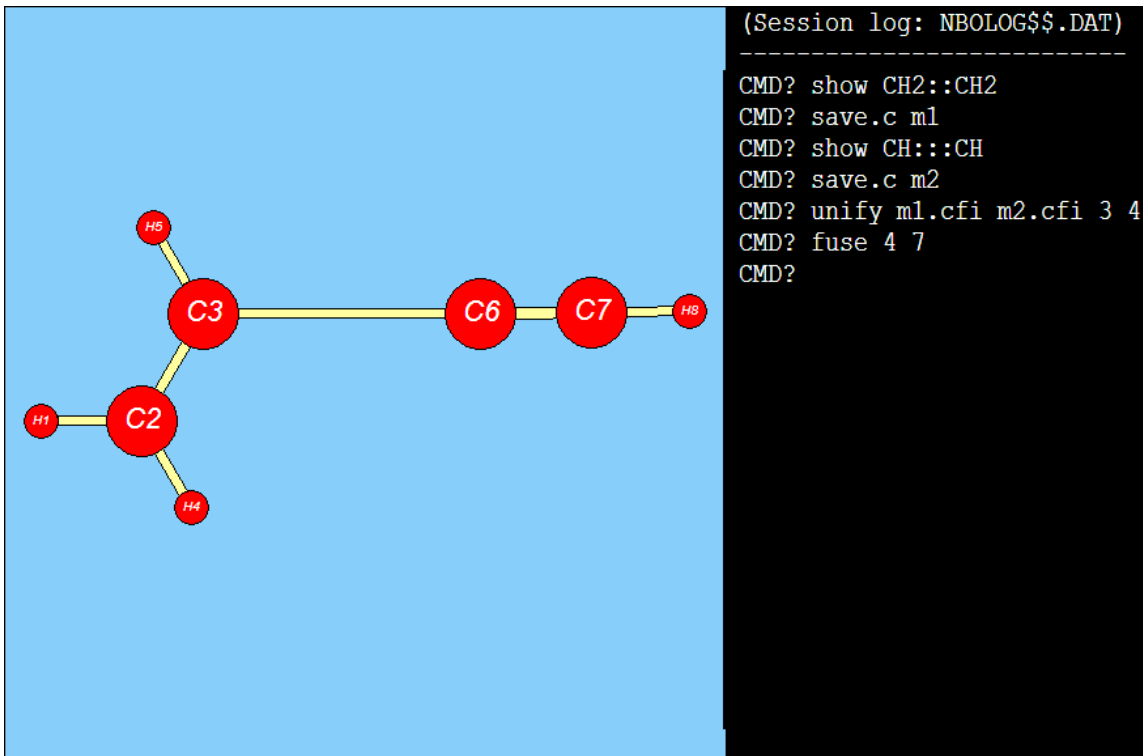 (Session log: NBOLOG$$.DAT)
---------------------------
CMD? show CH2::CH2
CMD? save.c m1
CMD? show CH:::CH
CMD? save.c m2
CMD? unify m1.cfi m2.cfi 3 4
CMD? fuse 4 7
CMD?
H5
C3
C6
C7
H8
H1
C2
H4